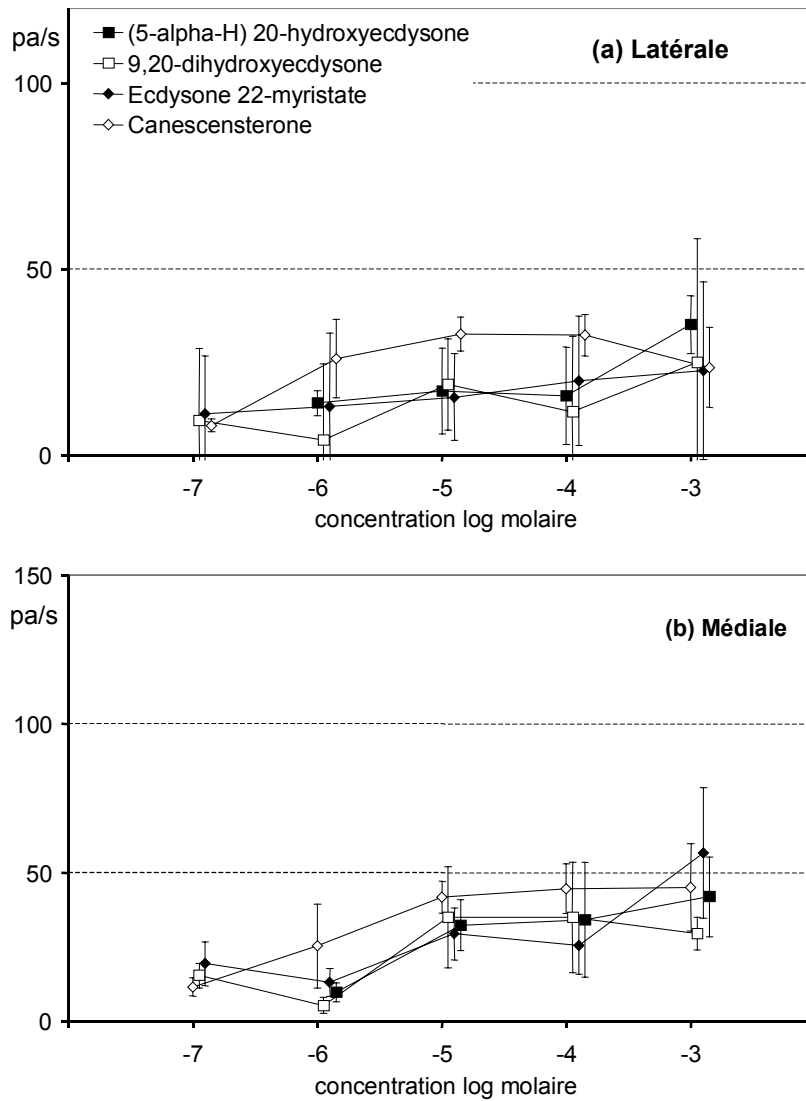 pa/s
(5-alpha-H) 20-hydroxyecdysone
9,20-dihydroxyecdysone
Ecdysone 22-myristate
Canescensterone
(a) Latérale
100
50
0
-7 -6 -5 -4 -3
concentration log molaire
150
pa/s
(b) Médiale
100
50
0
-7 -6 -5 -4 -3
concentration log molaire